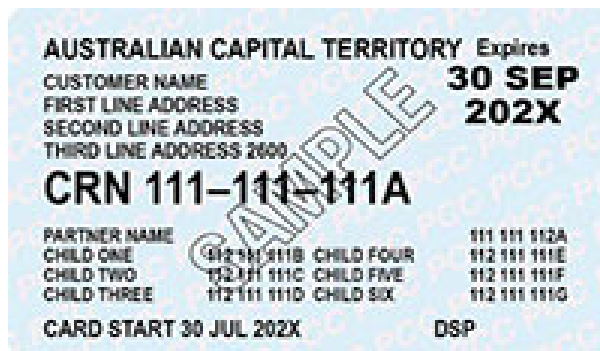 AUSTRALIAN CAPITAL TERRITORY Expires
CUSTOMER NAME 30 SEP
FIRST LINE ADDRESS 202X
SECOND LINE ADDRESS
THIRD LINE ADDRESS 2600
SAMPLE
CRN 111–111–111A
PARTNER NAME 111 111 112A
CHILD ONE 112 111 111B CHILD FOUR 112 111 111E
CHILD TWO 112 111 111C CHILD FIVE 112 111 111F
CHILD THREE 112 111 111D CHILD SIX 112 111 111G
CARD START 30 JUL 202X DSP
PCC